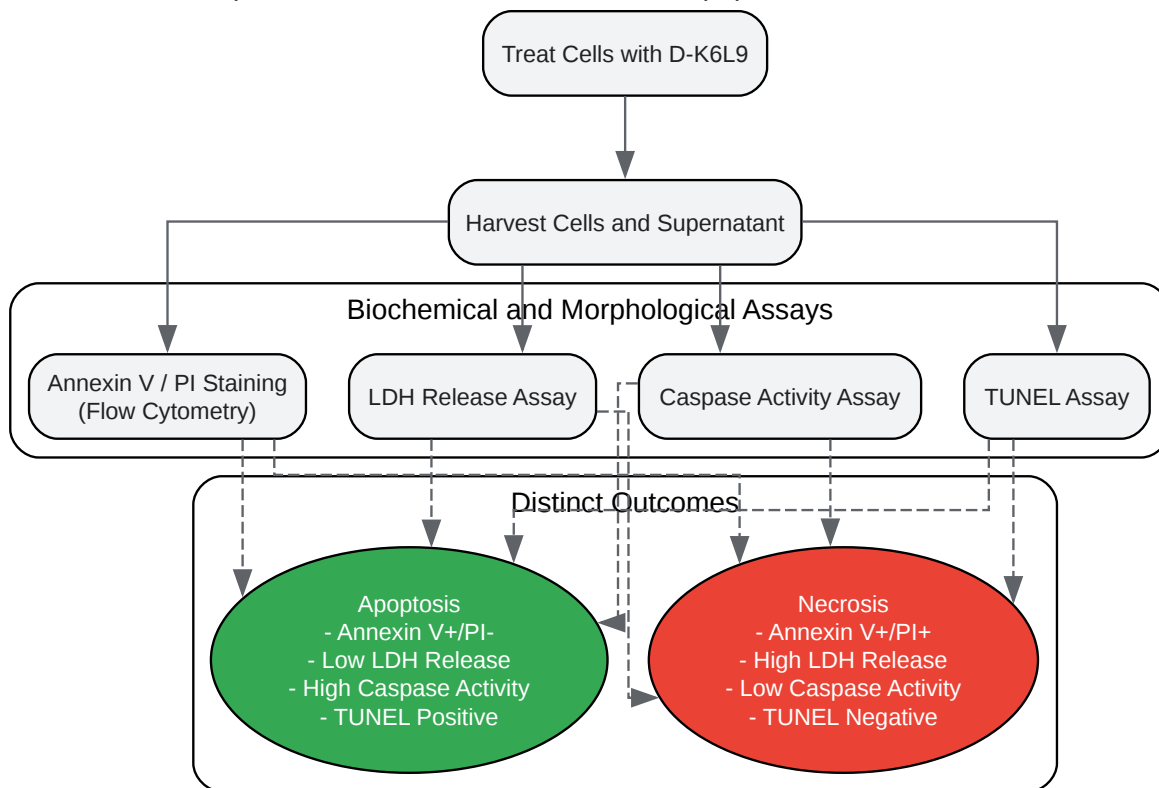 Treat Cells with D-K6L9
Harvest Cells and Supernatant
Biochemical and Morphological Assays
Annexin V / PI Staining
(Flow Cytometry)
LDH Release Assay
Caspase Activity Assay
TUNEL Assay
Distinct Outcomes
Apoptosis
- Annexin V+/PI-
- Low LDH Release
- High Caspase Activity
- TUNEL Positive
Necrosis
- Annexin V+/PI+
- High LDH Release
- Low Caspase Activity
- TUNEL Negative